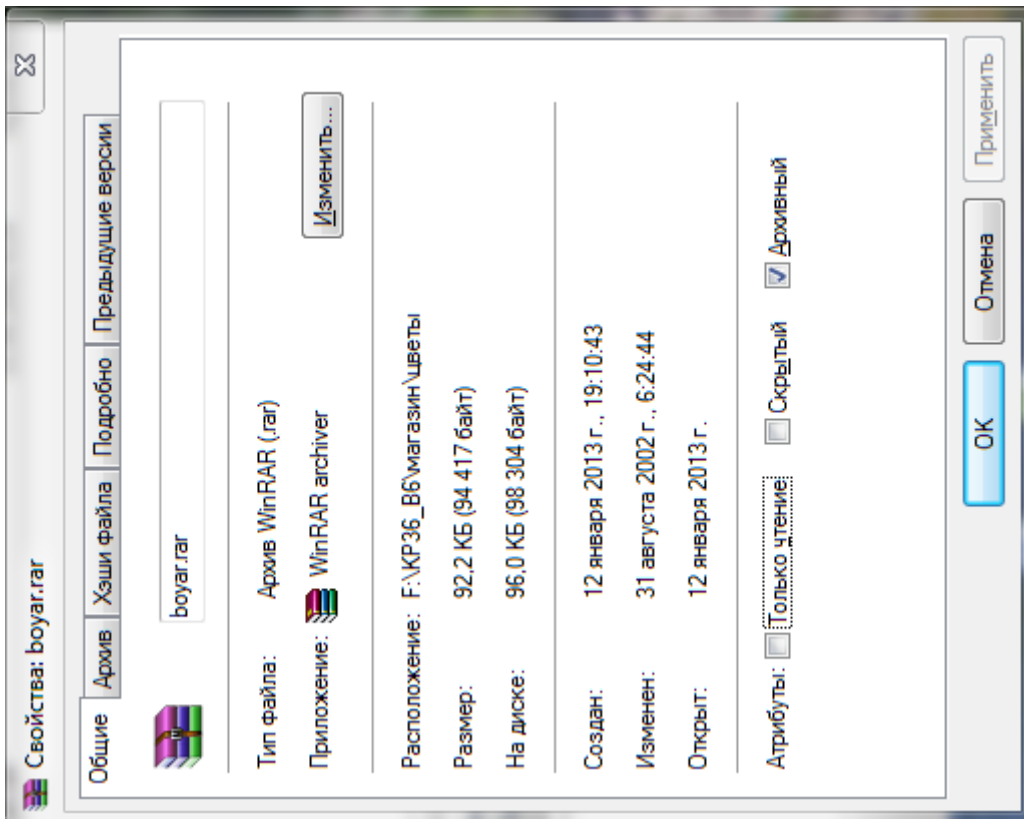 Свойства: boyar.rar
Общие Архив Хэши файла Подробно Предыдущие версии
boyar.rar
Тип файла: Архив WinRAR (.rar)
Приложение: WinRAR archiver Изменить...
Расположение: F:\KP36_B6\магазин\цветы
Размер: 92,2 КБ (94 417 байт)
На диске: 96,0 КБ (98 304 байт)
Создан: 12 января 2013 г., 19:10:43
Изменен: 31 августа 2002 г., 6:24:44
Открыт: 12 января 2013 г.
Атрибуты: Только чтение Скрытый Архивный
ОК Отмена Применить